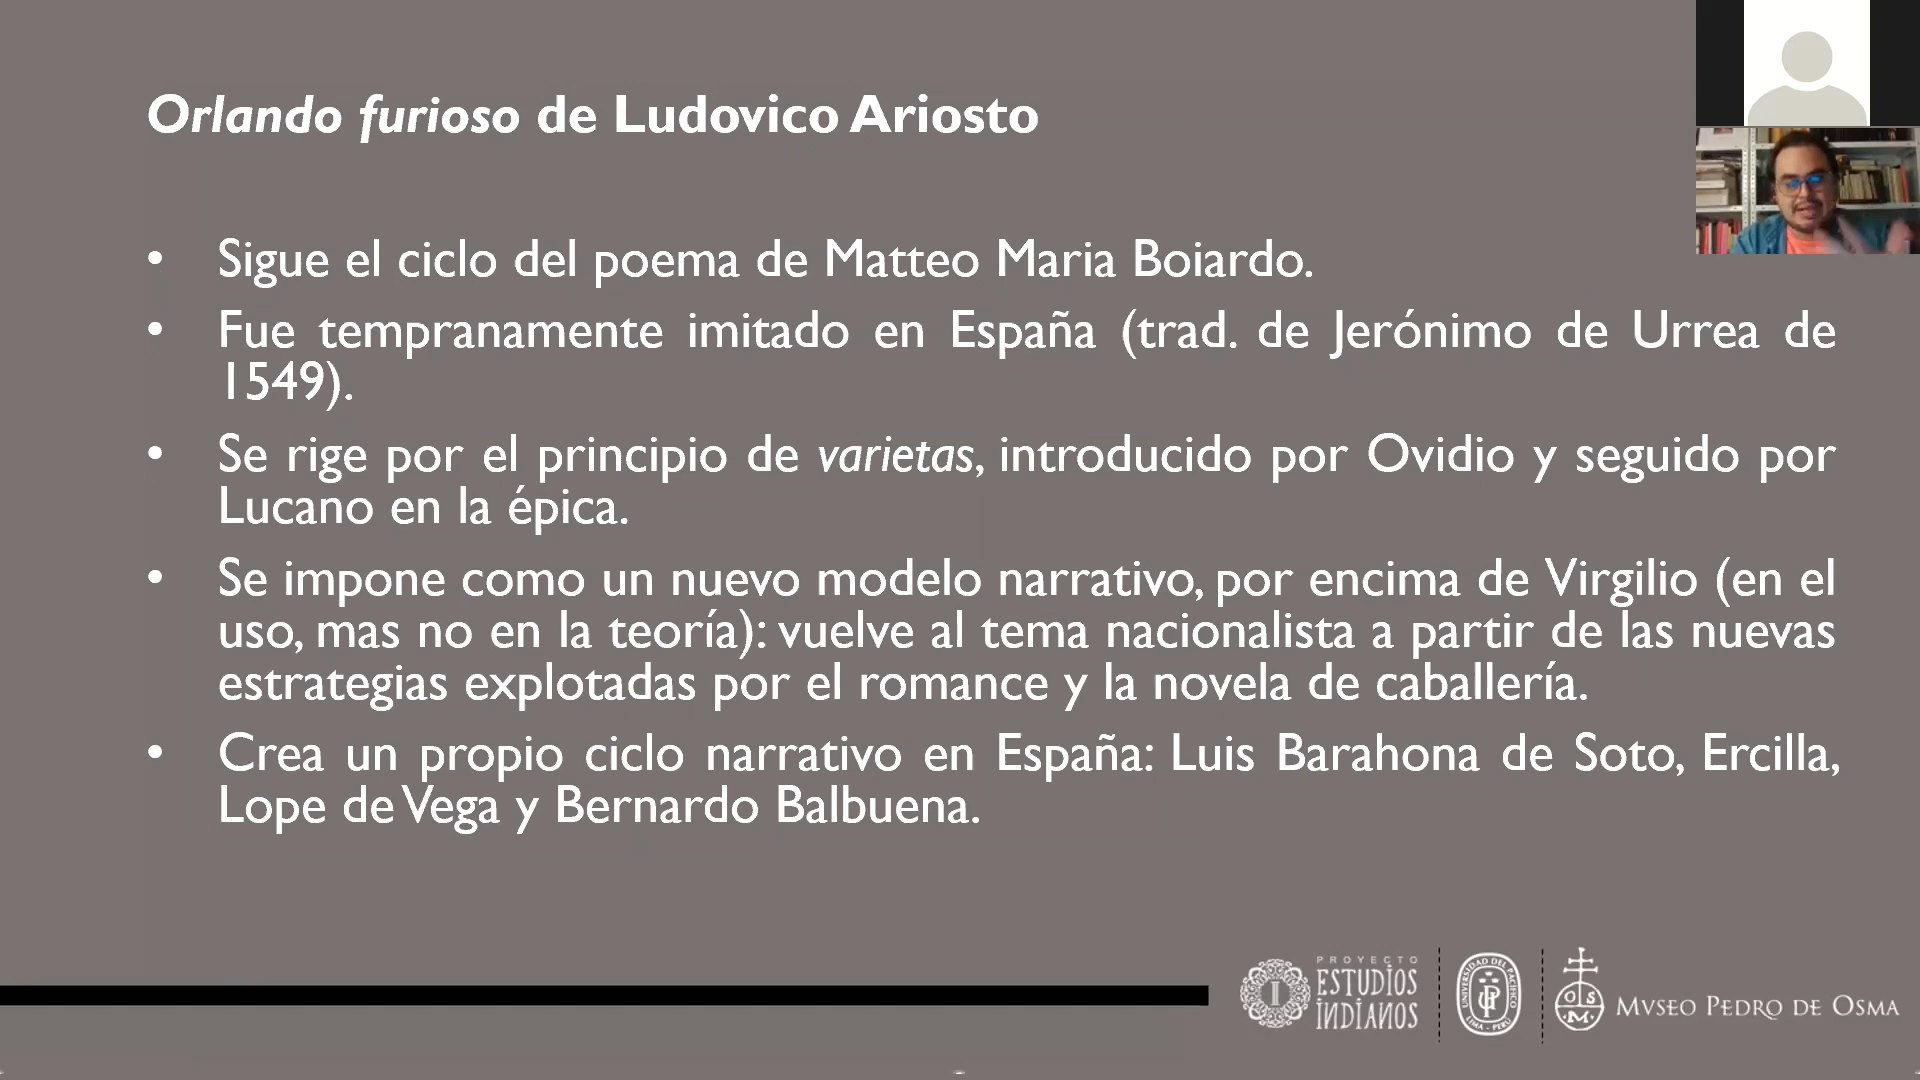 Orlando furioso de Ludovico Ariosto
• Sigue el ciclo del poema de Matteo Maria Boiardo.
• Fue tempranamente imitado en España (trad. de Jerónimo de Urrea de
1549).
• Se rige por el principio de varietas, introducido por Ovidio y seguido por
Lucano en la épica.
• Se impone como un nuevo modelo narrativo, por encima de Virgilio (en el
uso, mas no en la teoría): vuelve al tema nacionalista a partir de las nuevas
estrategias explotadas por el romance y la novela de caballería.
• Crea un propio ciclo narrativo en España: Luis Barahona de Soto, Ercilla,
Lope de Vega y Bernardo Balbuena.
PROYECTO
ESTUDIOS
INDIANOS
UNIVERSIDAD DEL PACIFICO
LIMA - PERU
MVSEO PEDRO DE OSMA